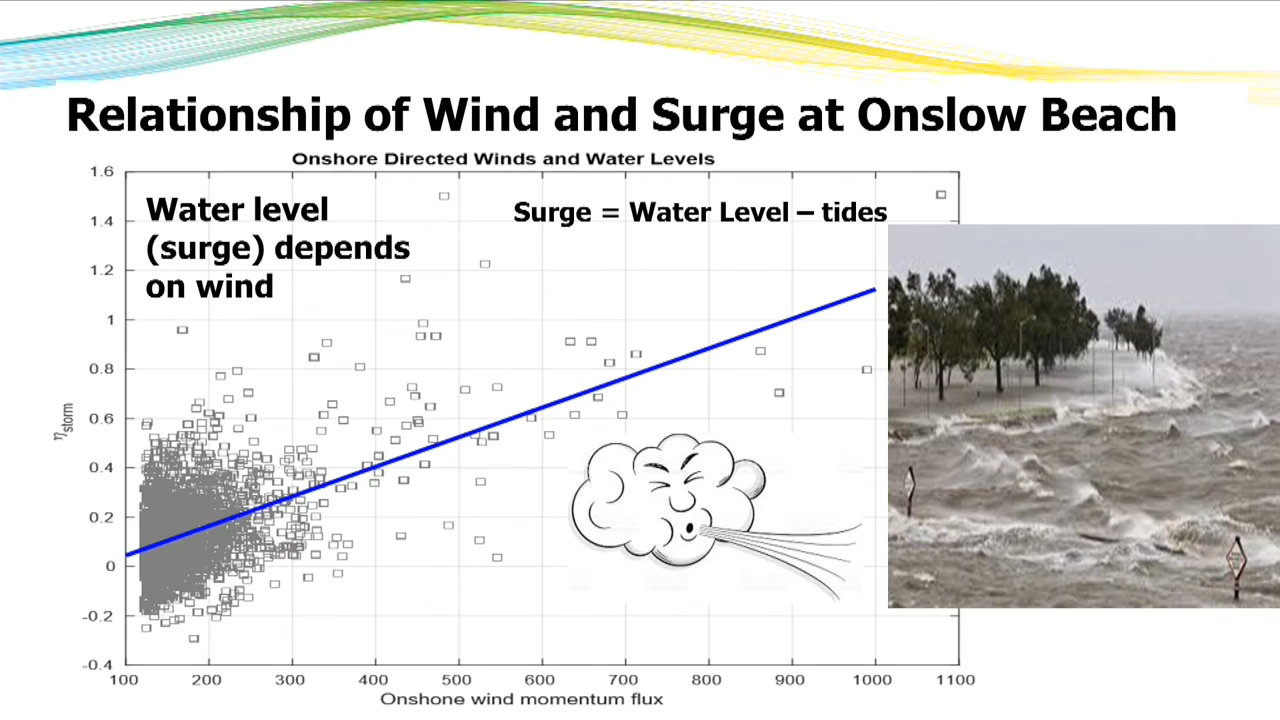 Relationship of Wind and Surge at Onslow Beach
Onshore Directed Winds and Water Levels
Water level
(surge) depends
on wind
Surge = Water Level – tides
1.6
1.4
1.2
1
0.8
0.6
0.4
0.2
0
-0.2
-0.4
ηstorm
100 200 300 400 500 600 700 800 900 1000 1100
Onshone wind momentum flux